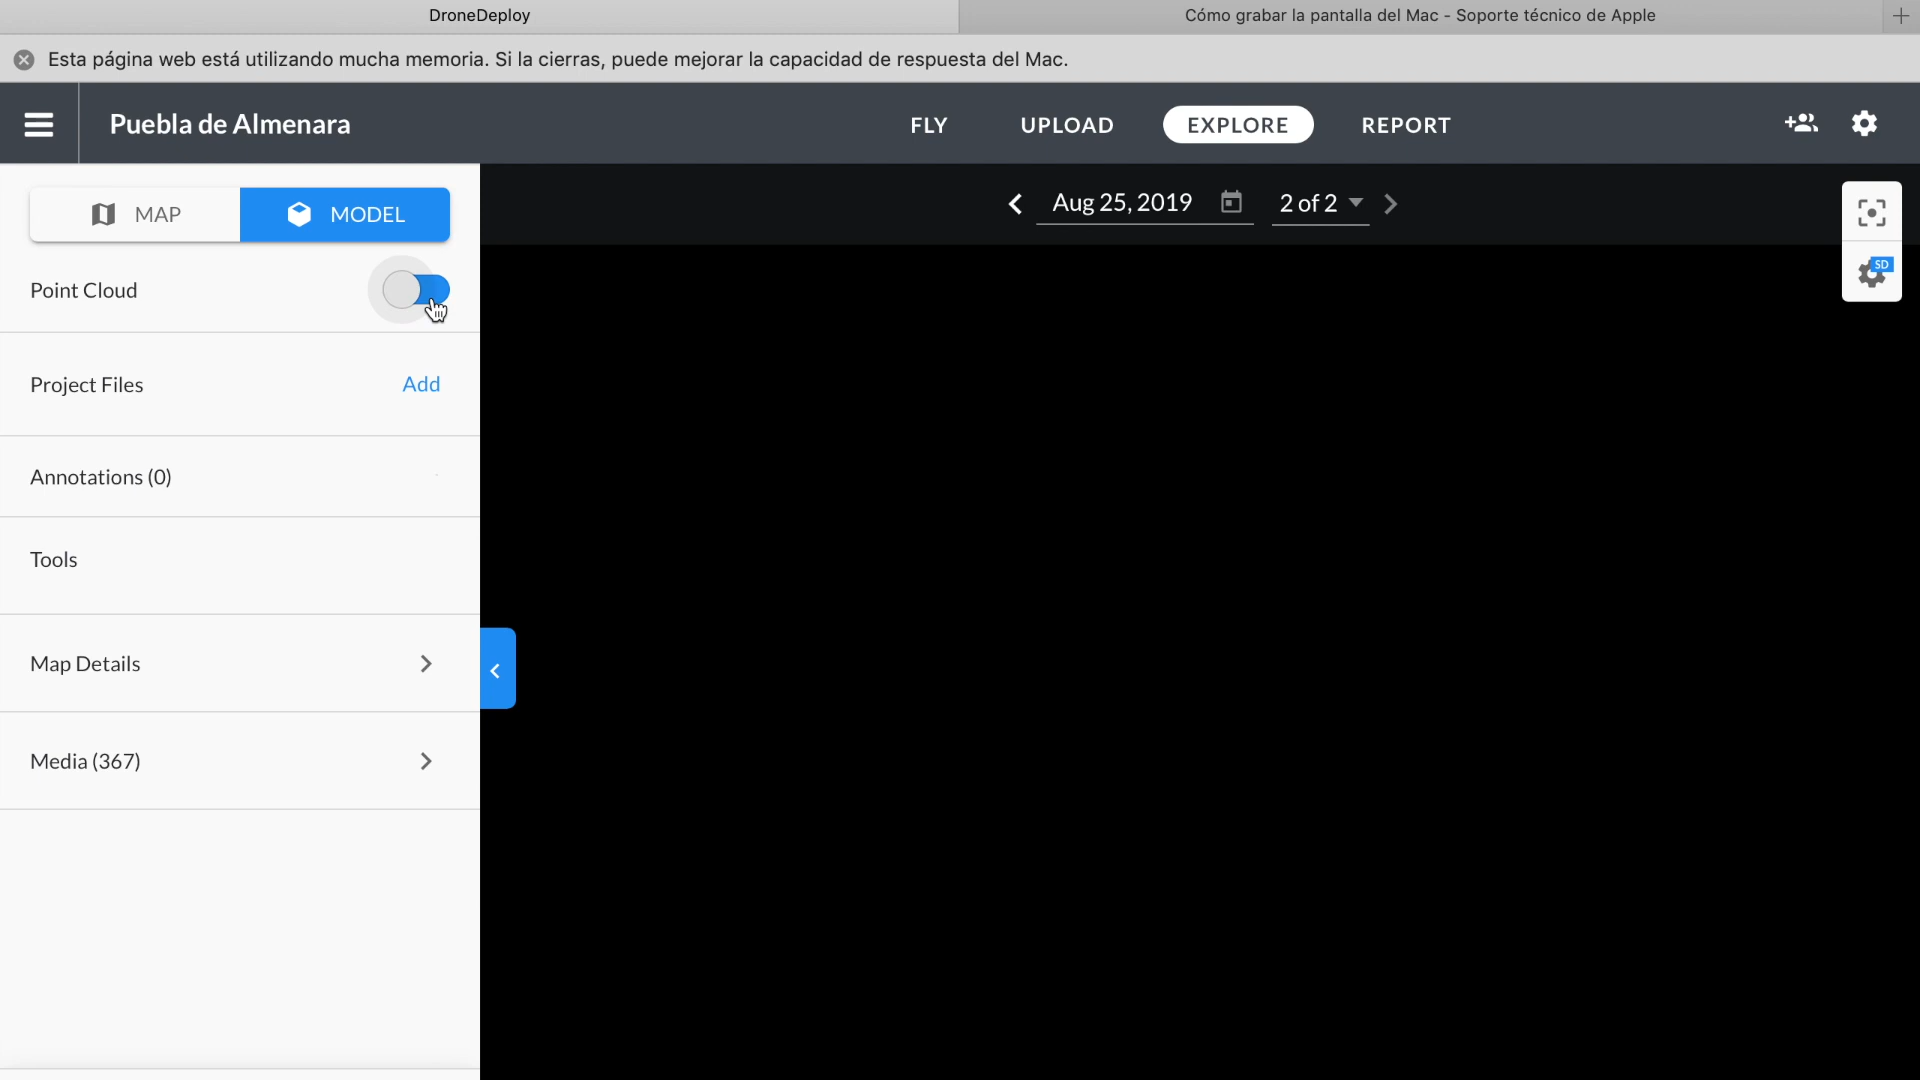 DroneDeploy
Cómo grabar la pantalla del Mac - Soporte técnico de Apple
Esta página web está utilizando mucha memoria. Si la cierras, puede mejorar la capacidad de respuesta del Mac.
Puebla de Almenara
FLY
UPLOAD
EXPLORE
REPORT
MAP
MODEL
Aug 25, 2019
2 of 2
SD
Point Cloud
Project Files
Add
Annotations (0)
Tools
Map Details
Media (367)